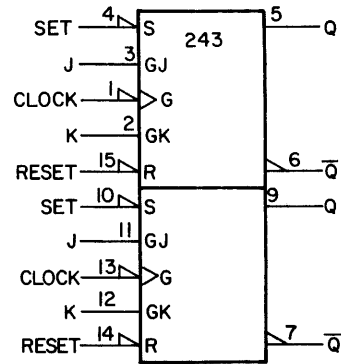 SET 4 S 243 5 Q
J 3 GJ
CLOCK 1 G
K 2 GK
RESET 15 R 6 Q̅
SET 10 S 9 Q
J 11 GJ
CLOCK 13 G
K 12 GK
RESET 14 R 7 Q̅